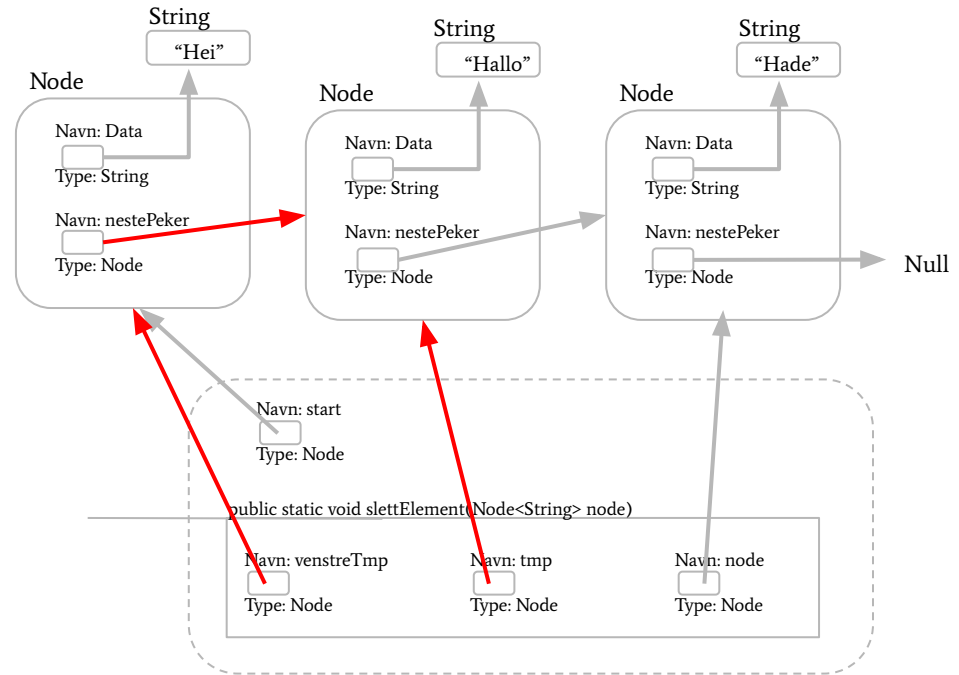 String
“Hei”
Node
Navn: Data
Type: String
Navn: nestePeker
Type: Node
String
“Hallo”
Node
Navn: Data
Type: String
Navn: nestePeker
Type: Node
String
“Hade”
Node
Navn: Data
Type: String
Navn: nestePeker
Type: Node
Null
Navn: start
Type: Node
public static void slettElement(Node<String> node)
Navn: venstreTmp
Type: Node
Navn: tmp
Type: Node
Navn: node
Type: Node